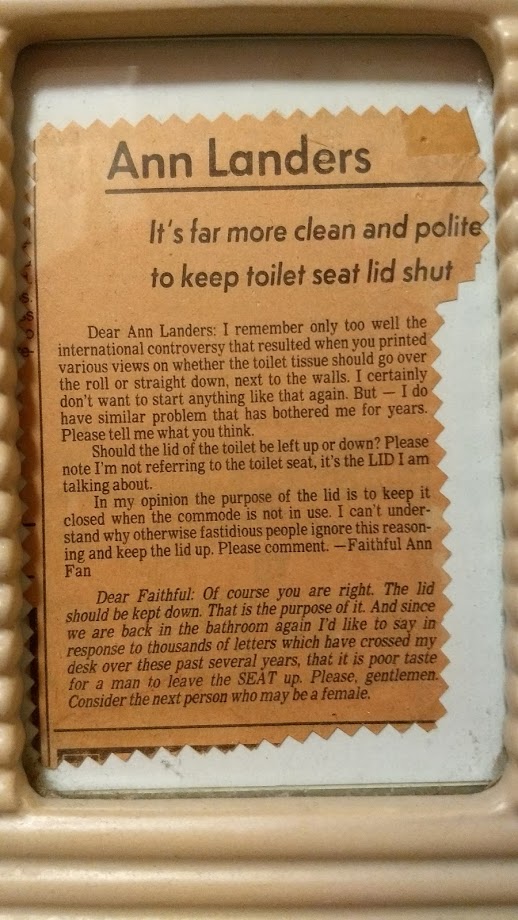 Ann Landers
It's far more clean and polite
to keep toilet seat lid shut
Dear Ann Landers: I remember only too well the
international controversy that resulted when you printed
various views on whether the toilet tissue should go over
the roll or straight down, next to the walls. I certainly
don't want to start anything like that again. But — I do
have similar problem that has bothered me for years.
Please tell me what you think.
Should the lid of the toilet be left up or down? Please
note I'm not referring to the toilet seat, it's the LID I am
talking about.
In my opinion the purpose of the lid is to keep it
closed when the commode is not in use. I can't under-
stand why otherwise fastidious people ignore this reason-
ing and keep the lid up. Please comment. —Faithful Ann
Fan
Dear Faithful: Of course you are right. The lid
should be kept down. That is the purpose of it. And since
we are back in the bathroom again I'd like to say in
response to thousands of letters which have crossed my
desk over these past several years, that it is poor taste
for a man to leave the SEAT up. Please, gentlemen.
Consider the next person who may be a female.